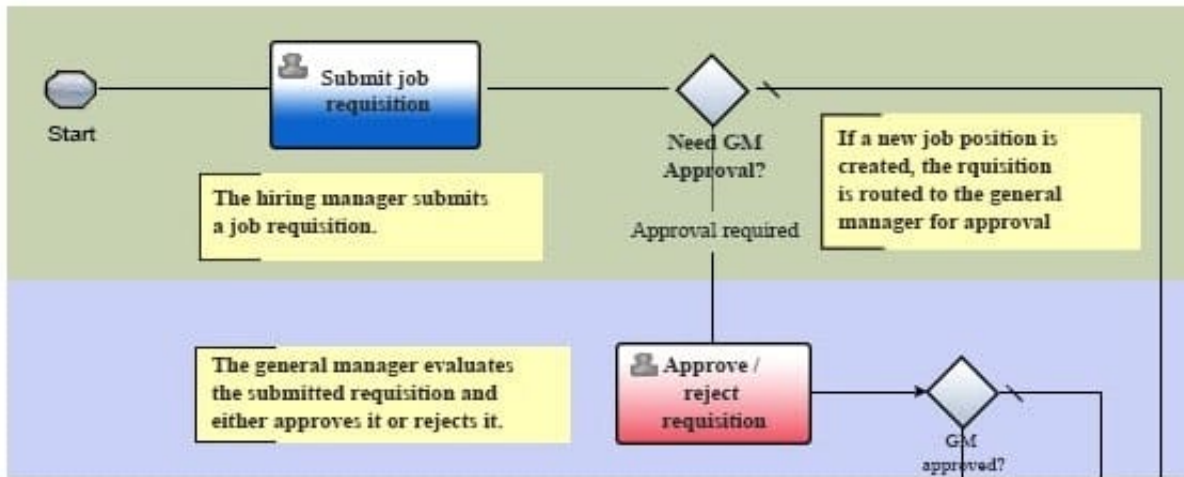 Start
Submit job
requisition
Need GM
Approval?
If a new job position is
created, the rquisition
is routed to the general
manager for approval
The hiring manager submits
a job requisition.
Approval required
The general manager evaluates
the submitted requisition and
either approves it or rejects it.
Approve /
reject
requisition
GM
approved?